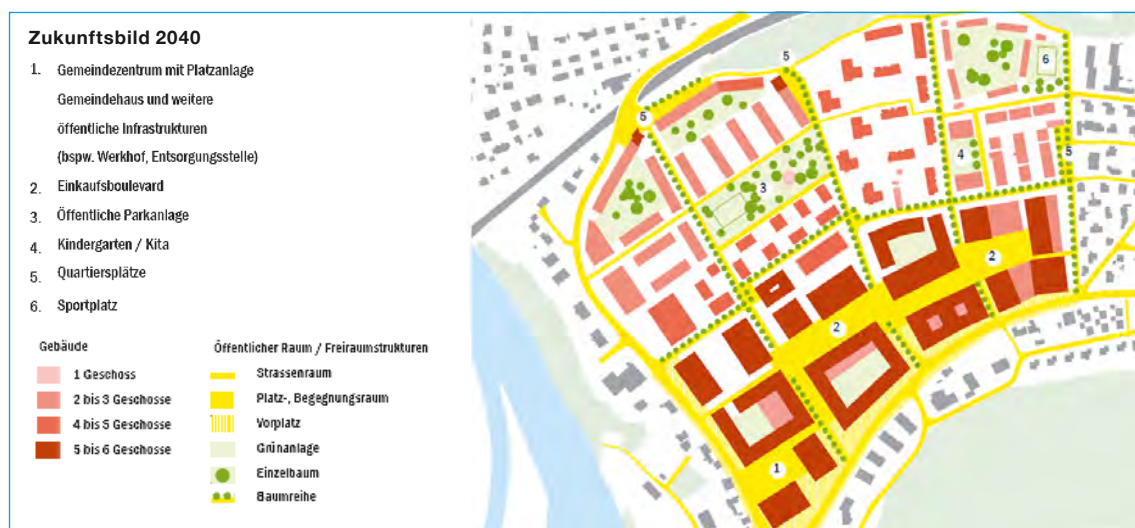 Zukunftsbild 2040
1. Gemeindezentrum mit Platzanlage
Gemeindehaus und weitere
öffentliche Infrastrukturen
(bspw. Werkhof, Entsorgungsstelle)
2. Einkaufsboulevard
3. Öffentliche Parkanlage
4. Kindergarten / Kita
5. Quartiersplätze
6. Sportplatz
Gebäude
1 Geschoss
2 bis 3 Geschosse
4 bis 5 Geschosse
5 bis 6 Geschosse
Öffentlicher Raum / Freiraumstrukturen
Strassenraum
Platz-, Begegnungsraum
Vorplatz
Grünanlage
Einzelbaum
Baumreihe
5
6
5
4
5
3
2
2
1